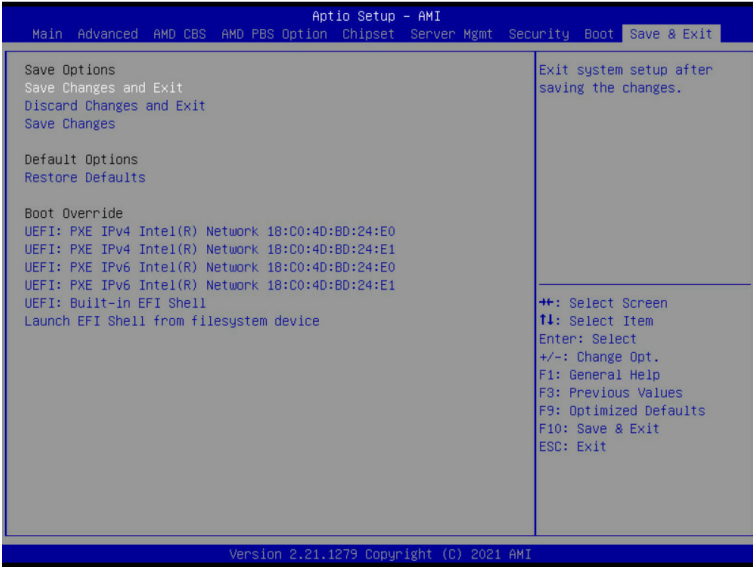 Aptio Setup - AMI
Main Advanced AMD CBS AMD PBS Option Chipset Server Mgmt Security Boot Save & Exit
Save Options
Save Changes and Exit
Discard Changes and Exit
Save Changes
Default Options
Restore Defaults
Boot Override
UEFI: PXE IPv4 Intel(R) Network 18:C0:4D:BD:24:E0
UEFI: PXE IPv4 Intel(R) Network 18:C0:4D:BD:24:E1
UEFI: PXE IPv6 Intel(R) Network 18:C0:4D:BD:24:E0
UEFI: PXE IPv6 Intel(R) Network 18:C0:4D:BD:24:E1
UEFI: Built-in EFI Shell
Launch EFI Shell from filesystem device
Exit system setup after
saving the changes.
→←: Select Screen
↑↓: Select Item
Enter: Select
+/-: Change Opt.
F1: General Help
F3: Previous Values
F9: Optimized Defaults
F10: Save & Exit
ESC: Exit
Version 2.21.1279 Copyright (C) 2021 AMI